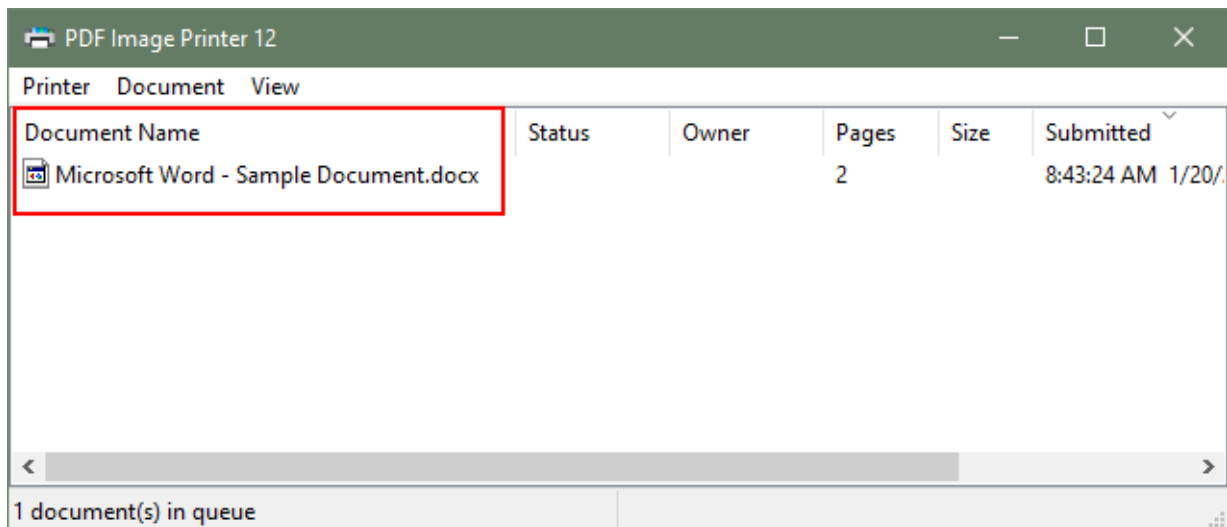 PDF Image Printer 12
Printer Document View
Document Name Status Owner Pages Size Submitted
Microsoft Word - Sample Document.docx 2 8:43:24 AM 1/20/
1 document(s) in queue